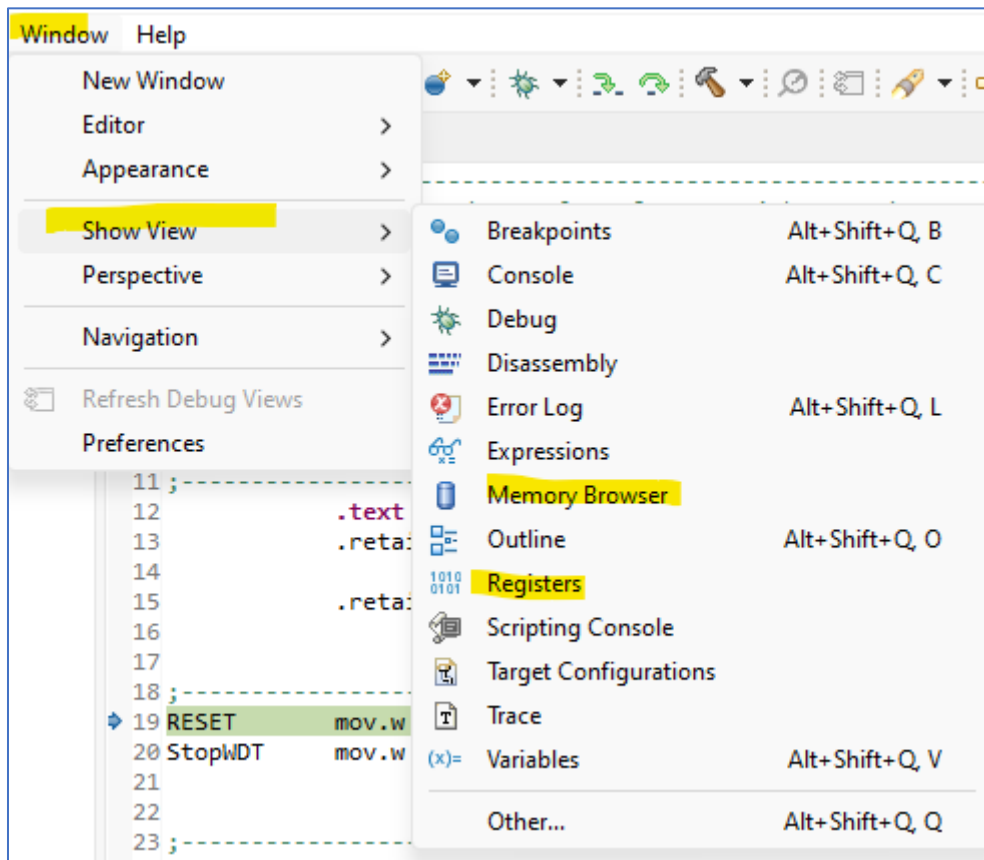 Window Help
New Window
Editor
Appearance
Show View
Perspective
Navigation
Refresh Debug Views
Preferences
Breakpoints Alt+Shift+Q, B
Console Alt+Shift+Q, C
Debug
Disassembly
Error Log Alt+Shift+Q, L
Expressions
Memory Browser
Outline Alt+Shift+Q, O
Registers
Scripting Console
Target Configurations
Trace
Variables Alt+Shift+Q, V
Other... Alt+Shift+Q, Q
11 ;-----------------
12 .text
13 .retai
14
15 .retai
16
17
18 ;-----------------
19 RESET mov.w
20 StopWDT mov.w
21
22
23 ;-----------------